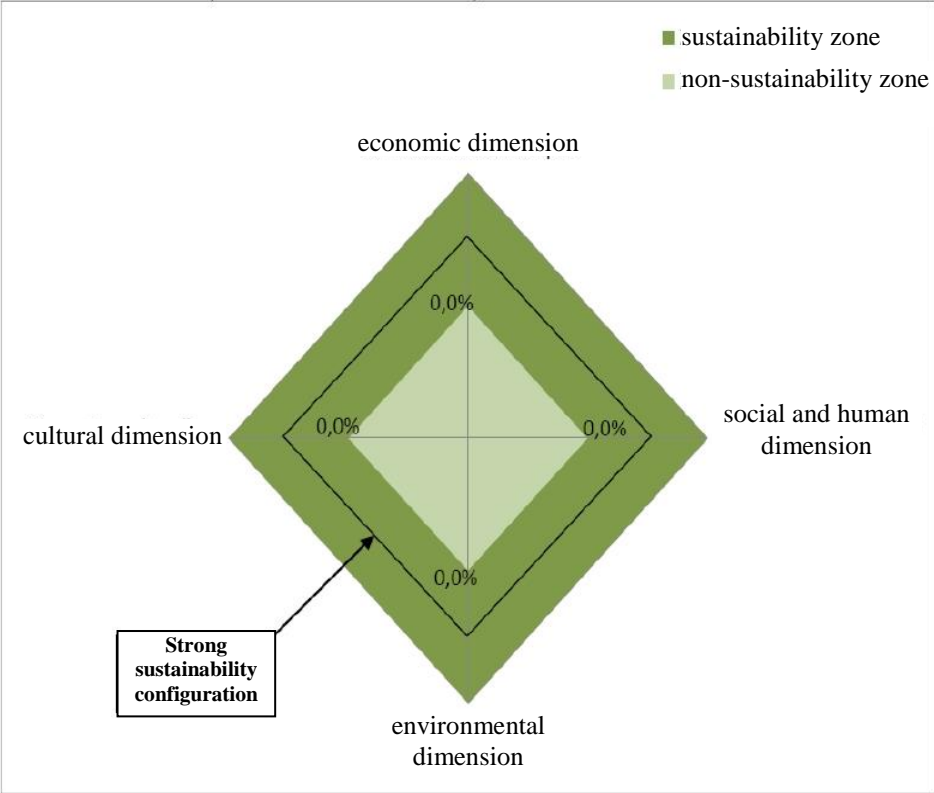 sustainability zone
non-sustainability zone
economic dimension
0,0%
cultural dimension
0,0%
0,0%
social and human
dimension
0,0%
Strong
sustainability
configuration
environmental
dimension